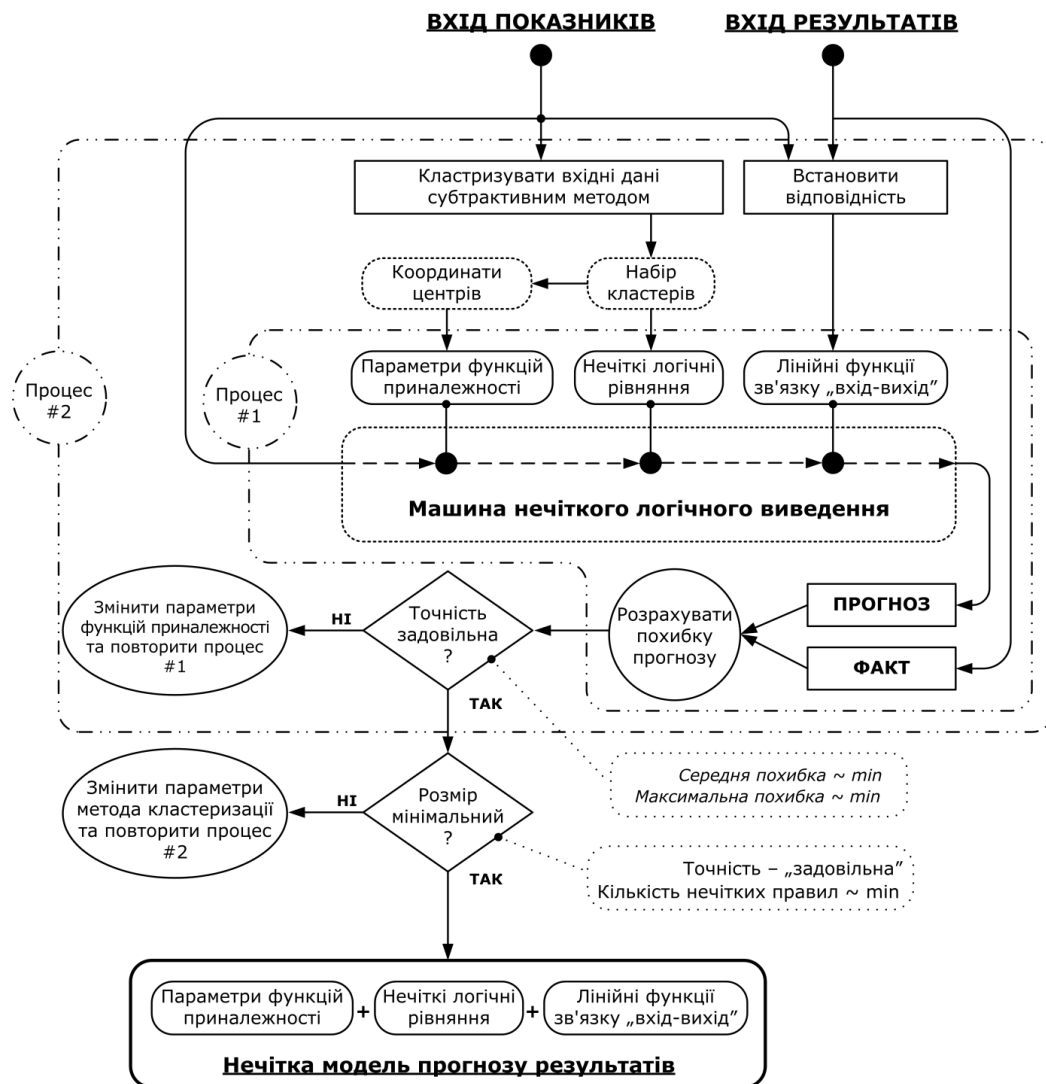 ВХІД ПОКАЗНИКІВ
ВХІД РЕЗУЛЬТАТІВ
Кластризувати вхідні дані
субтрактивним методом
Встановити
відповідність
Координати
центрів
Набір
кластерів
Процес
#2
Процес
#1
Параметри функцій
приналежності
Нечіткі логічні
рівняння
Лінійні функції
зв'язку „вхід-вихід”
Машина нечіткого логічного виведення
Змінити параметри
функцій приналежності
та повторити процес
#1
НІ
Точність
задовільна
?
Розрахувати
похибку
прогнозу
ПРОГНОЗ
ФАКТ
ТАК
Середня похибка ~ min
Максимальна похибка ~ min
Змінити параметри
метода кластеризації
та повторити процес
#2
НІ
Розмір
мінімальний
?
ТАК
Точність – „задовільна”
Кількість нечітких правил ~ min
Параметри функцій
приналежності
+
Нечіткі логічні
рівняння
+
Лінійні функції
зв'язку „вхід-вихід”
Нечітка модель прогнозу результатів